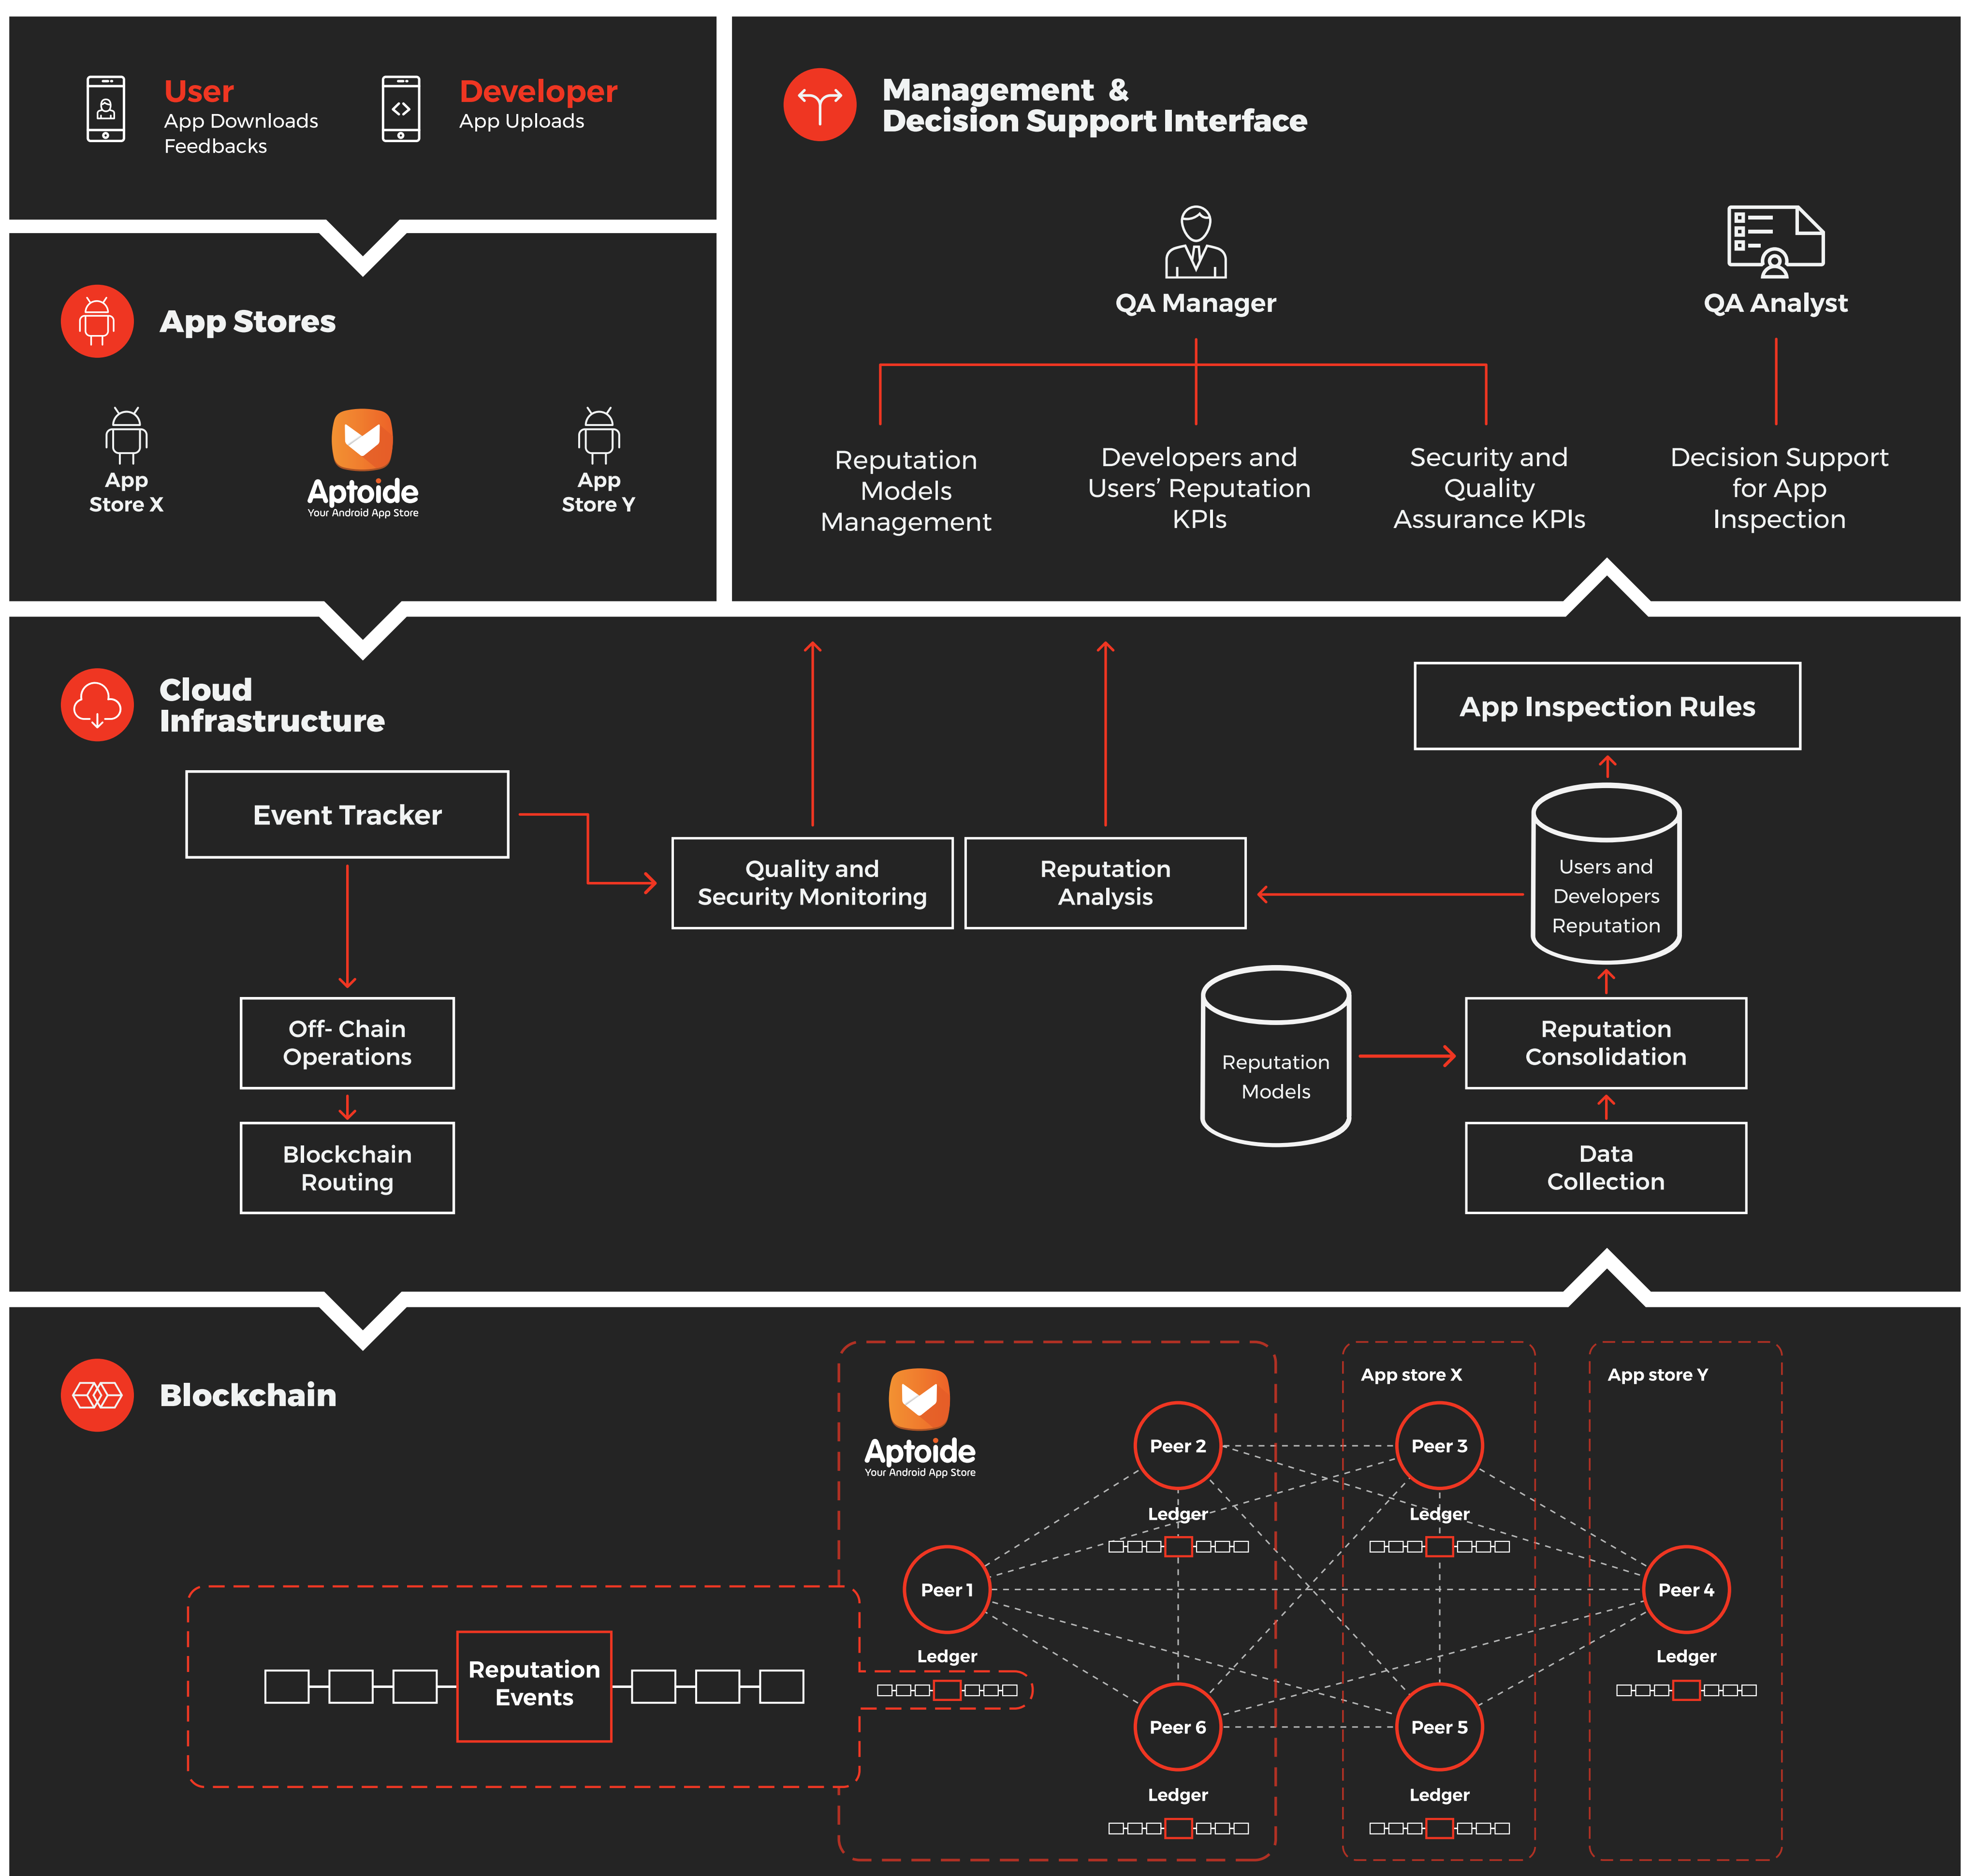 User
App Downloads
Feedbacks
Developer
App Uploads
Management &
Decision Support Interface
QA Manager
QA Analyst
Reputation
Models
Management
Developers and
Users’ Reputation
KPIs
Security and
Quality
Assurance KPIs
Decision Support
for App
Inspection
App Stores
App
Store X
Aptoide
Your Android App Store
App
Store Y
Cloud
Infrastructure
Event Tracker
Quality and
Security Monitoring
Reputation
Analysis
App Inspection Rules
Users and
Developers
Reputation
Off- Chain
Operations
Blockchain
Routing
Reputation
Models
Reputation
Consolidation
Data
Collection
Blockchain
Aptoide
Your Android App Store
App store X
App store Y
Peer 2
Ledger
Peer 3
Ledger
Peer 1
Ledger
Peer 4
Ledger
Reputation
Events
Peer 6
Ledger
Peer 5
Ledger